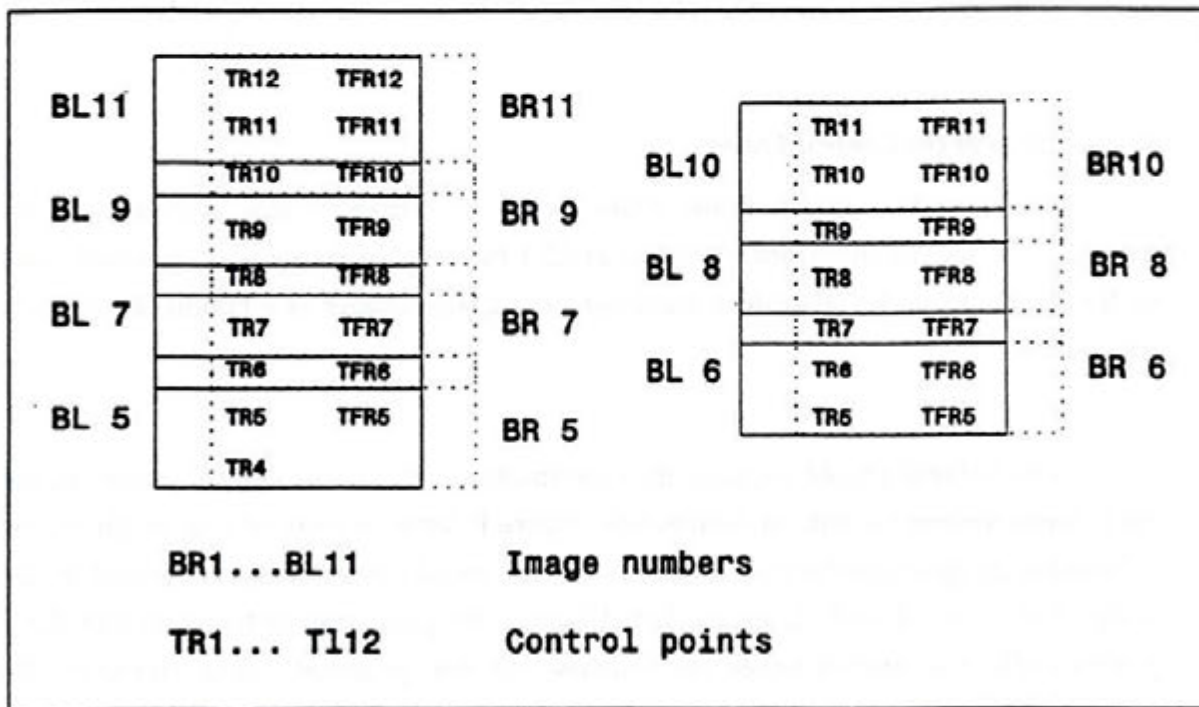 TR12 TFR12
BL11 BR11
TR11 TFR11
TR10 TFR10
BL 9 BR 9
TR9 TFR9
TR8 TFR8
BL 7 BR 7
TR7 TFR7
TR6 TFR6
BL 5 BR 5
TR5 TFR5
TR4
TR11 TFR11
BL10 BR10
TR10 TFR10
TR9 TFR9
BL 8 BR 8
TR8 TFR8
TR7 TFR7
BL 6 BR 6
TR6 TFR6
TR5 TFR5
BR1...BL11 Image numbers
TR1... Tl12 Control points